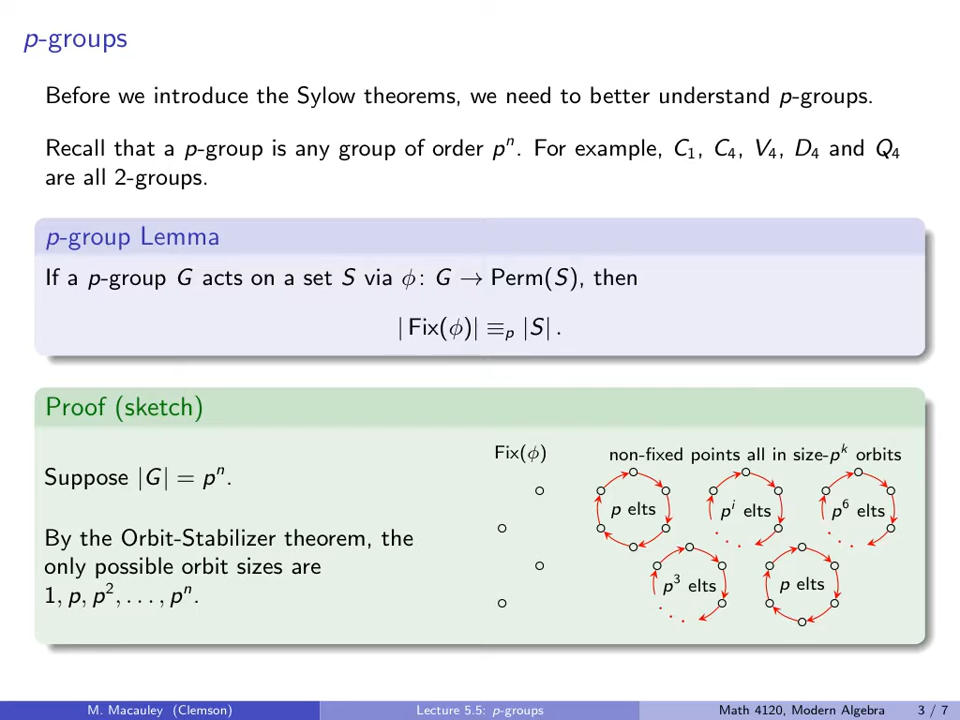 p-groups
Before we introduce the Sylow theorems, we need to better understand p-groups.
Recall that a p-group is any group of order pⁿ. For example, C₁, C₄, V₄, D₄ and Q₄
are all 2-groups.
p-group Lemma
If a p-group G acts on a set S via ϕ: G → Perm(S), then
| Fix(ϕ)| ≡ₚ |S| .
Proof (sketch)
Suppose |G| = pⁿ.
By the Orbit-Stabilizer theorem, the
only possible orbit sizes are
1, p, p², . . . , pⁿ.
Fix(ϕ)
non-fixed points all in size-pᵏ orbits
p elts
pⁱ elts
p⁶ elts
p³ elts
p elts
M. Macauley (Clemson)
Lecture 5.5: p-groups
Math 4120, Modern Algebra
3 / 7